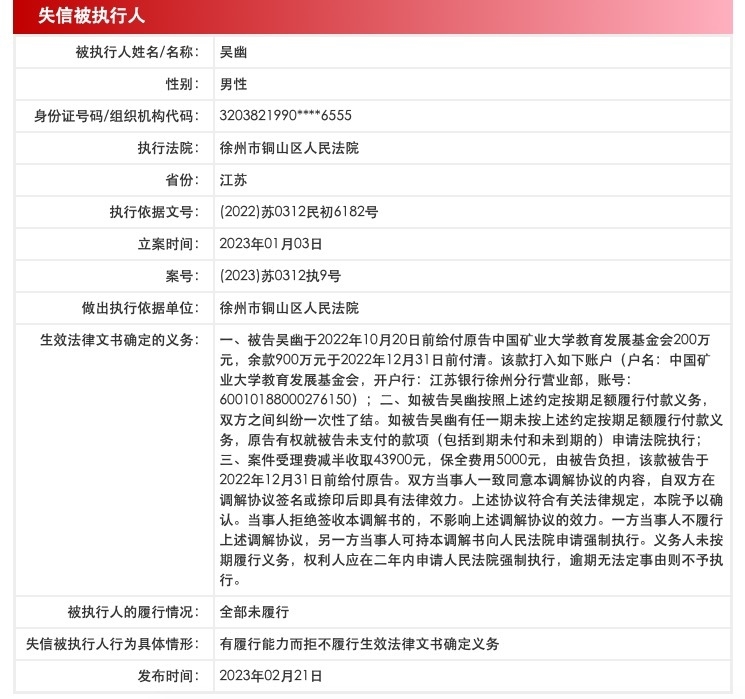 失信被执行人
被执行人姓名/名称： 吴幽
性别： 男性
身份证号码/组织机构代码： 3203821990****6555
执行法院： 徐州市铜山区人民法院
省份： 江苏
执行依据文号： (2022)苏0312民初6182号
立案时间： 2023年01月03日
案号： (2023)苏0312执9号
做出执行依据单位： 徐州市铜山区人民法院
生效法律文书确定的义务： 一、被告吴幽于2022年10月20日前给付原告中国矿业大学教育发展基金会200万
元，余款900万元于2022年12月31日前付清。该款打入如下账户（户名：中国矿
业大学教育发展基金会，开户行：江苏银行徐州分行营业部，账号：
60010188000276150）；二、如被告吴幽按照上述约定按期足额履行付款义务，
双方之间纠纷一次性了结。如被告吴幽有任一期未按上述约定按期足额履行付款义
务，原告有权就被告未支付的款项（包括到期未付和未到期的）申请法院执行；
三、案件受理费减半收取43900元，保全费用5000元，由被告负担，该款被告于
2022年12月31日前给付原告。双方当事人一致同意本调解协议的内容，自双方在
调解协议签名或捺印后即具有法律效力。上述协议符合有关法律规定，本院予以确
认。当事人拒绝签收本调解书的，不影响上述调解协议的效力。一方当事人不履行
上述调解协议，另一方当事人可持本调解书向人民法院申请强制执行。义务人未按
期履行义务，权利人应在二年内申请人民法院强制执行，逾期无法定事由则不予执
行。
被执行人的履行情况： 全部未履行
失信被执行人行为具体情形： 有履行能力而拒不履行生效法律文书确定义务
发布时间： 2023年02月21日